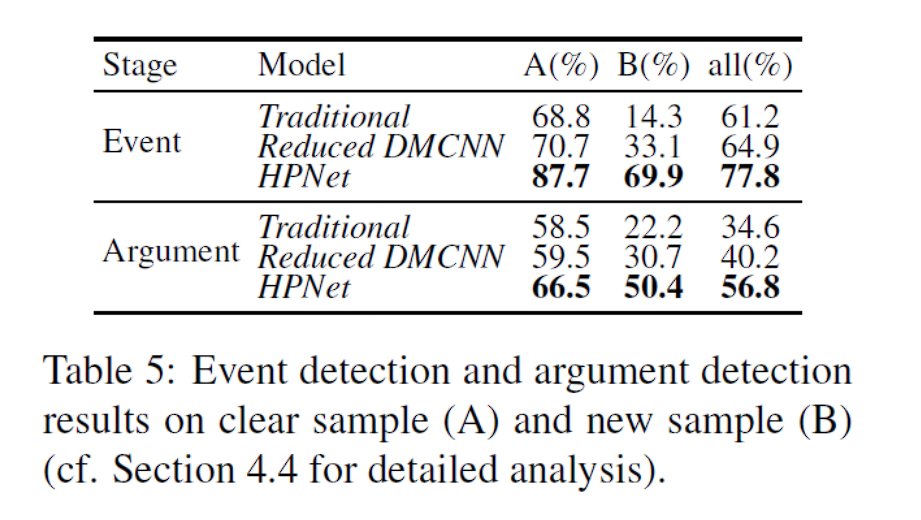 Stage Model A(%) B(%) all(%)
Traditional 68.8 14.3 61.2
Event Reduced DMCNN 70.7 33.1 64.9
HPNet 87.7 69.9 77.8
Traditional 58.5 22.2 34.6
Argument Reduced DMCNN 59.5 30.7 40.2
HPNet 66.5 50.4 56.8
Table 5: Event detection and argument detection
results on clear sample (A) and new sample (B)
(cf. Section 4.4 for detailed analysis).